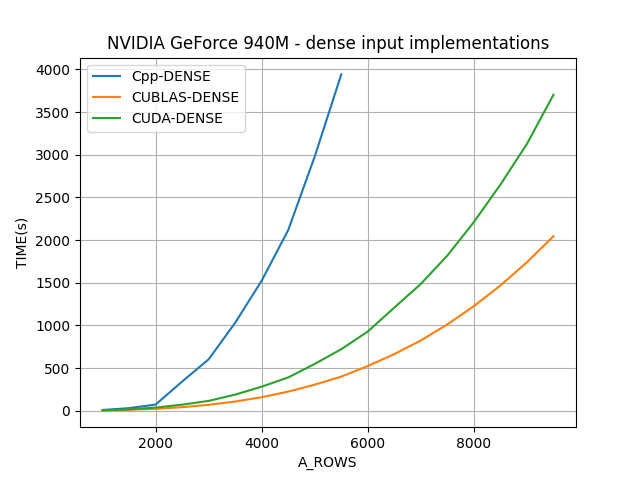 NVIDIA GeForce 940M - dense input implementations
Cpp-DENSE
CUBLAS-DENSE
CUDA-DENSE
TIME(s)
4000
3500
3000
2500
2000
1500
1000
500
0
2000 4000 6000 8000
A_ROWS